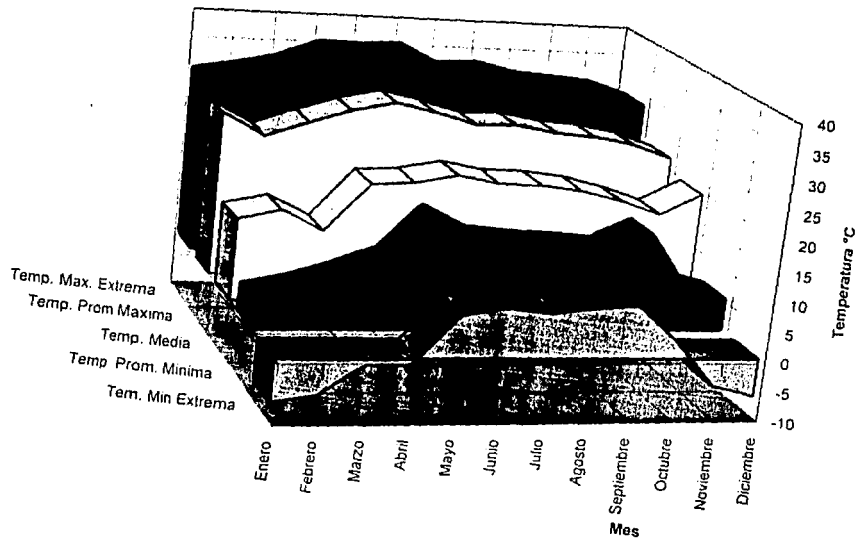 40
35
30
25
20
15
10
5
0
-5
-10
Temperatura °C
Temp. Max. Extrema
Temp. Prom Maxima
Temp. Media
Temp Prom. Minima
Tem. Min Extrema
Enero
Febrero
Marzo
Abril
Mayo
Junio
Julio
Agosto
Septiembre
Octubre
Noviembre
Diciembre
Mes